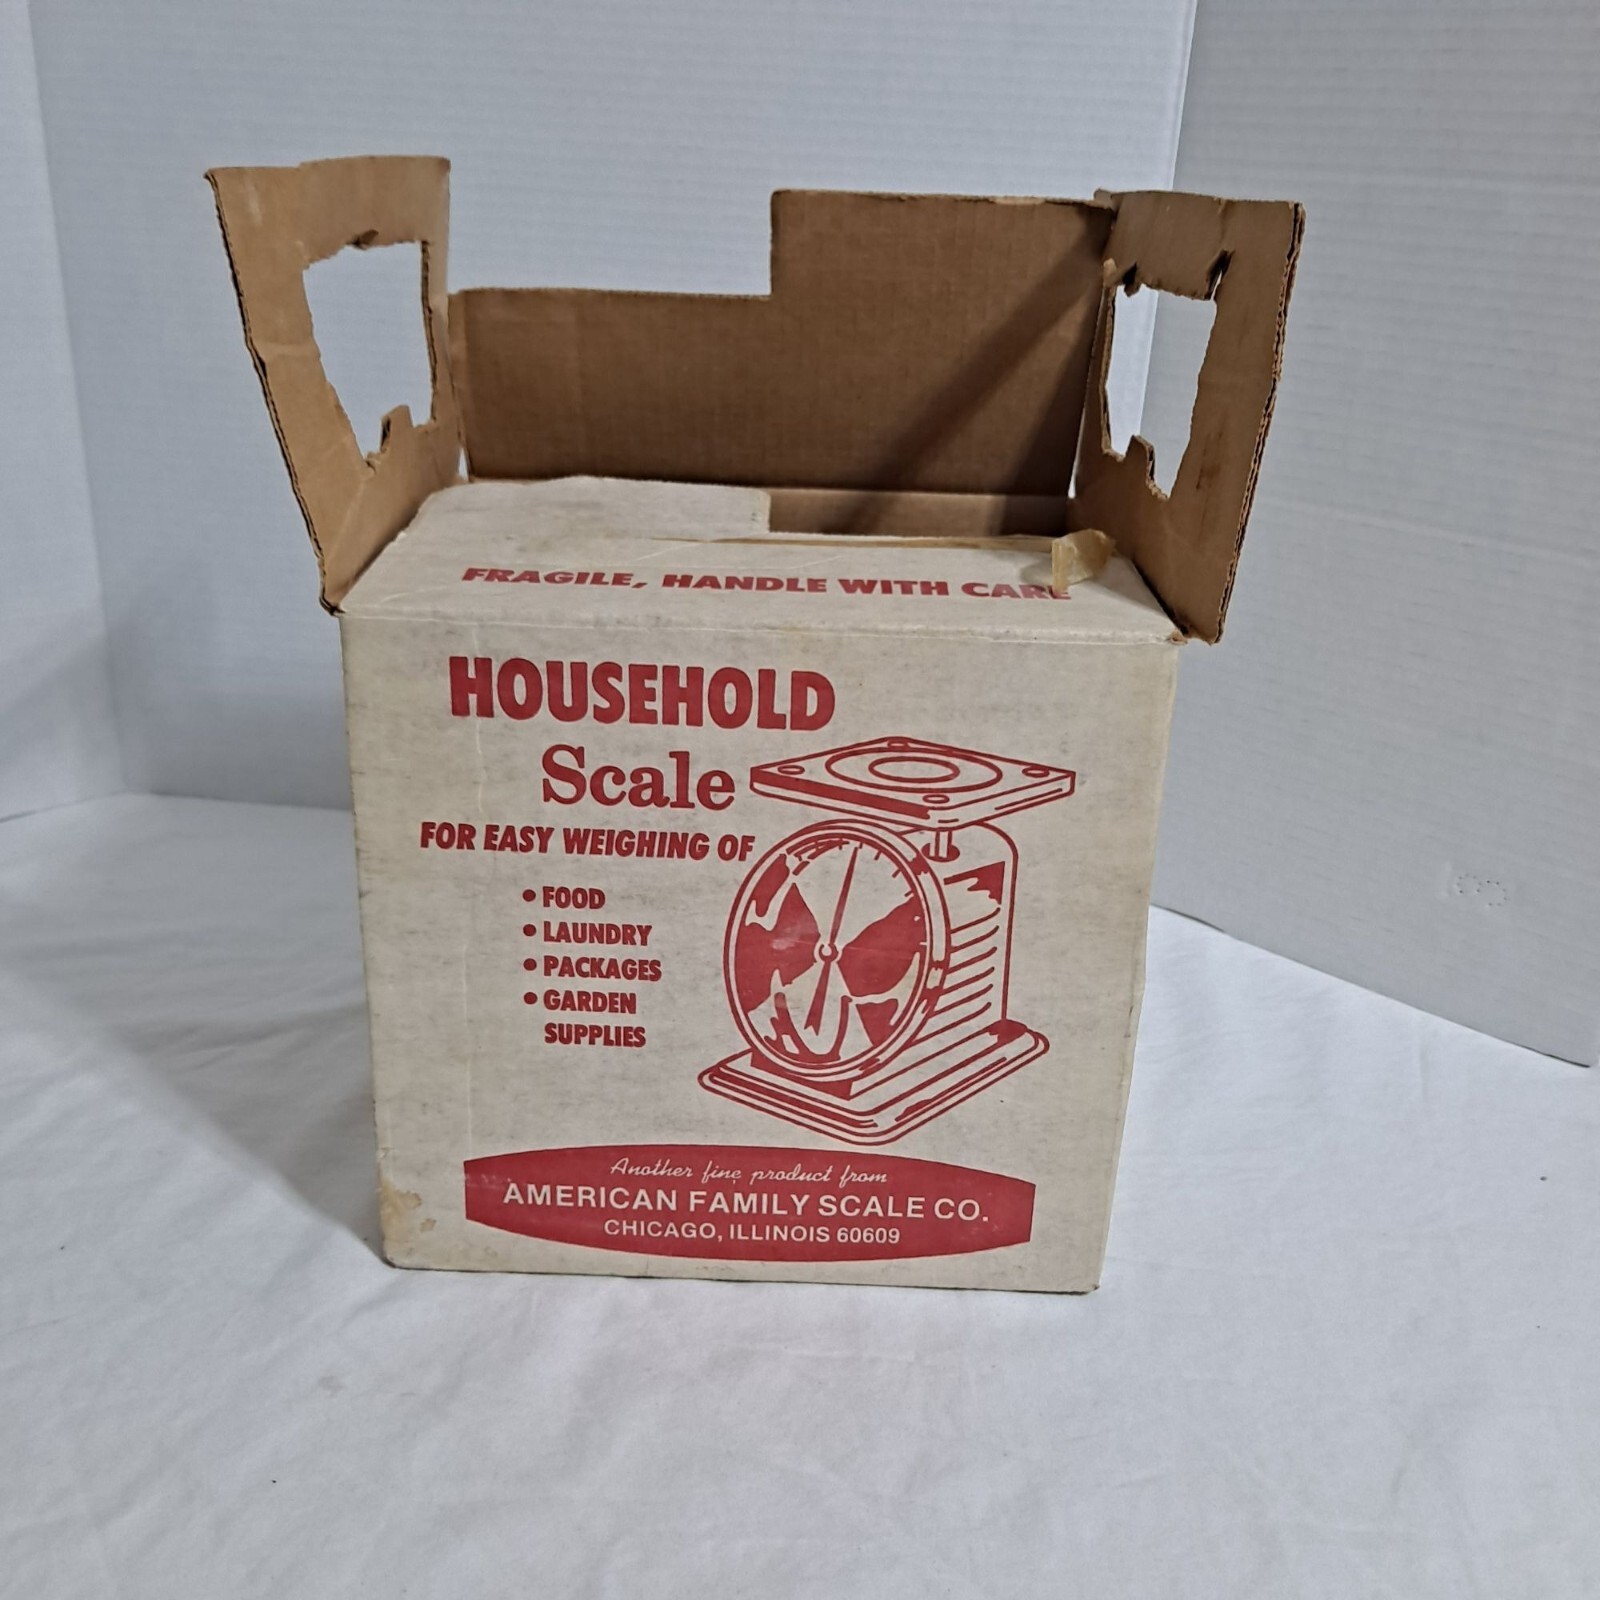 FRAGILE, HANDLE WITH CARE
HOUSEHOLD
Scale
FOR EASY WEIGHING OF
• FOOD
• LAUNDRY
• PACKAGES
• GARDEN
SUPPLIES
Another fine product from
AMERICAN FAMILY SCALE CO.
CHICAGO, ILLINOIS 60609